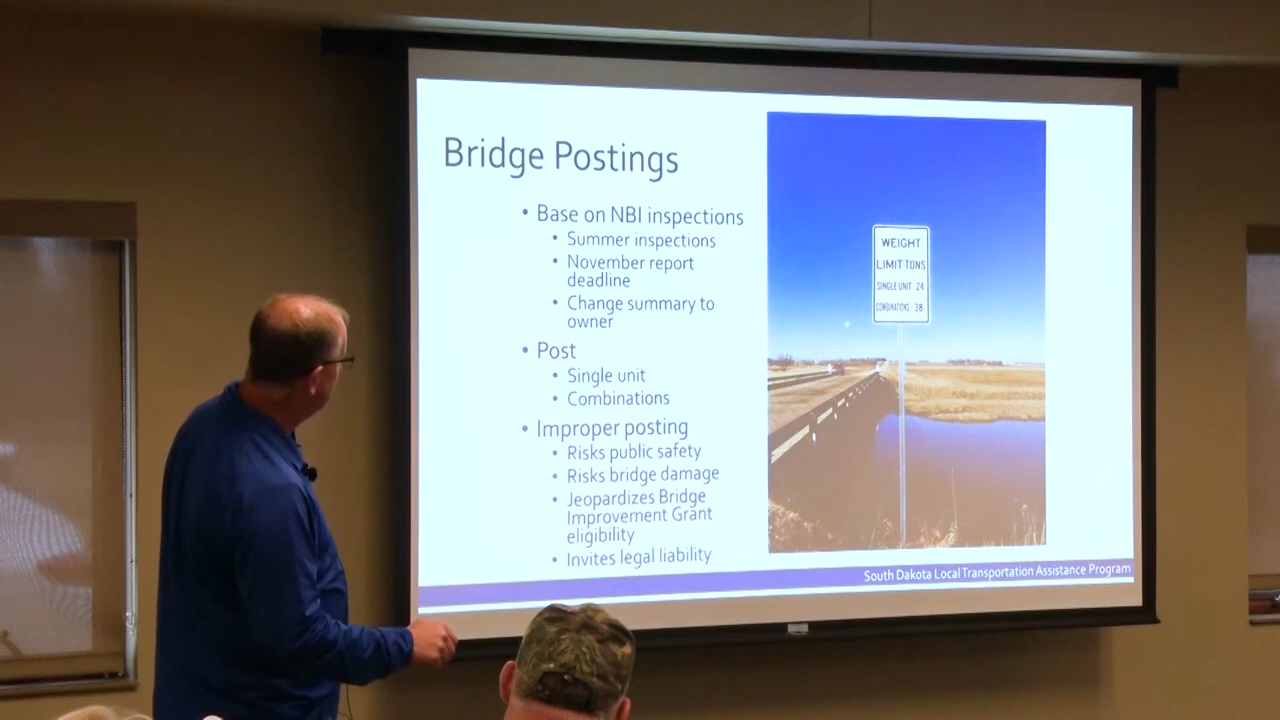 Bridge Postings
• Base on NBI inspections
• Summer inspections
• November report
deadline
• Change summary to
owner
• Post
• Single unit
• Combinations
• Improper posting
• Risks public safety
• Risks bridge damage
• Jeopardizes Bridge
Improvement Grant
eligibility
• Invites legal liability
WEIGHT
LIMIT-TONS
SINGLE UNIT 24
COMBINATIONS 38
South Dakota Local Transportation Assistance Program